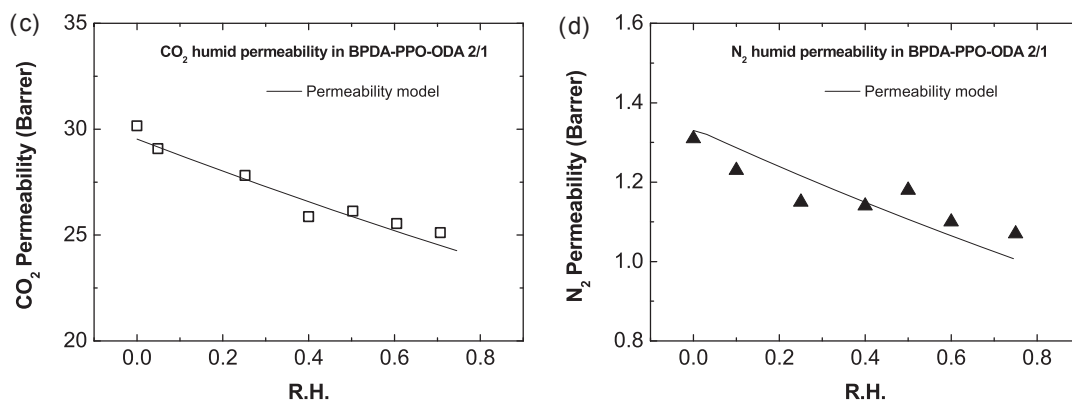 (c)
CO2 Permeability (Barrer)
35
30
25
20
CO2 humid permeability in BPDA-PPO-ODA 2/1
Permeability model
0.0 0.2 0.4 0.6 0.8
R.H.
(d)
N2 Permeability (Barrer)
1.6
1.4
1.2
1.0
0.8
N2 humid permeability in BPDA-PPO-ODA 2/1
Permeability model
0.0 0.2 0.4 0.6 0.8
R.H.